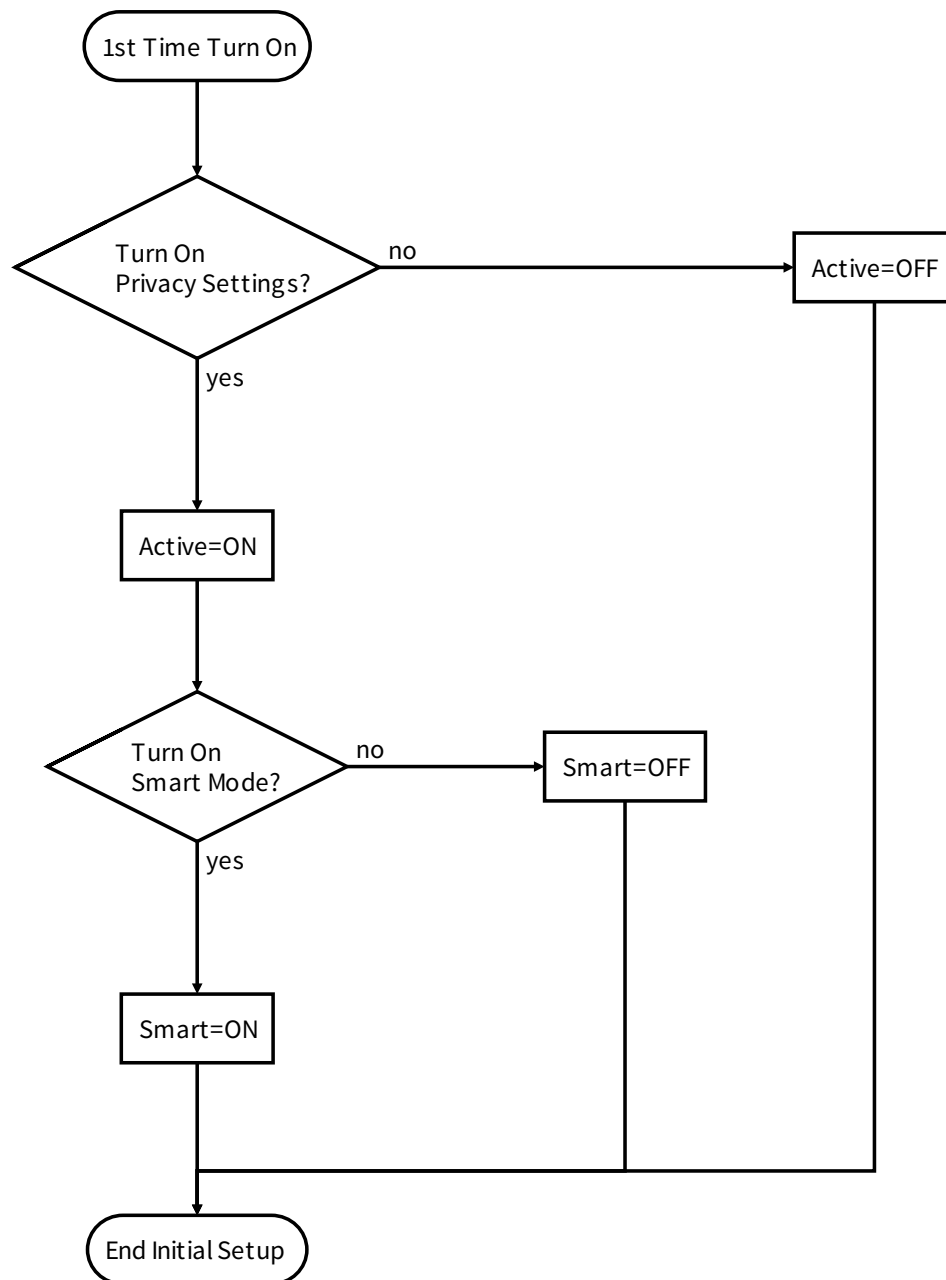 1st Time Turn On
Turn On
Privacy Settings?
no
Active=OFF
yes
Active=ON
Turn On
Smart Mode?
no
Smart=OFF
yes
Smart=ON
End Initial Setup